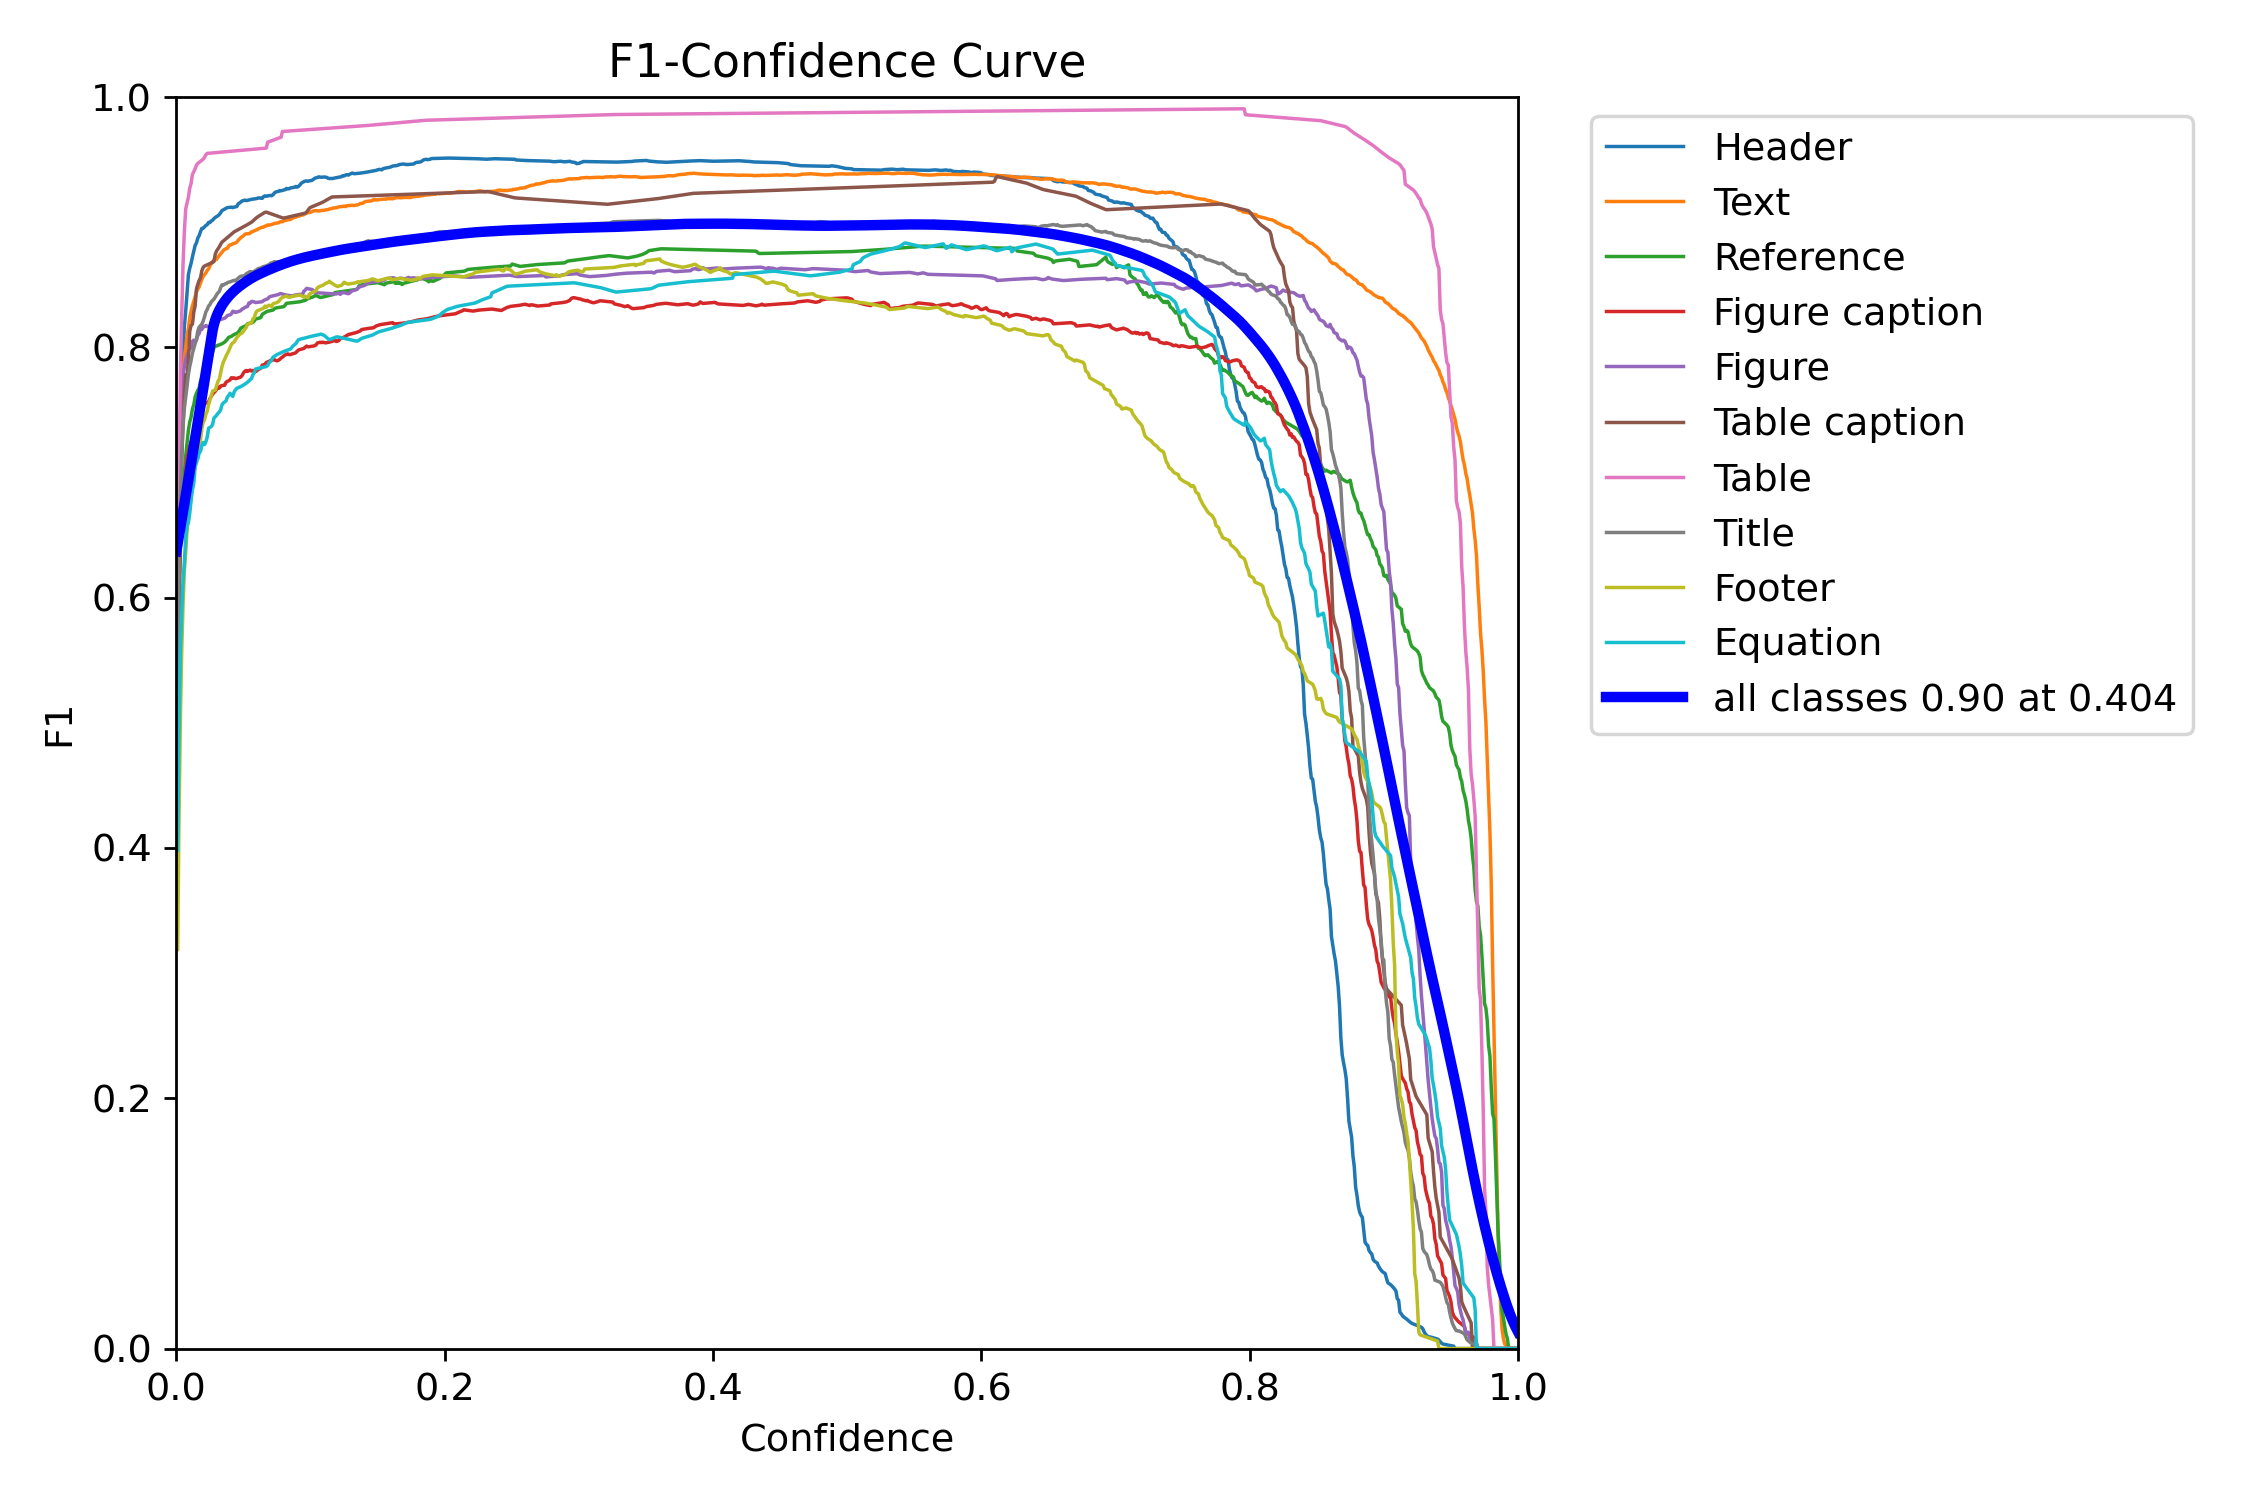 F1-Confidence Curve
1.0
0.8
0.6
0.4
0.2
0.0
F1
0.0 0.2 0.4 0.6 0.8 1.0
Confidence
Header
Text
Reference
Figure caption
Figure
Table caption
Table
Title
Footer
Equation
all classes 0.90 at 0.404